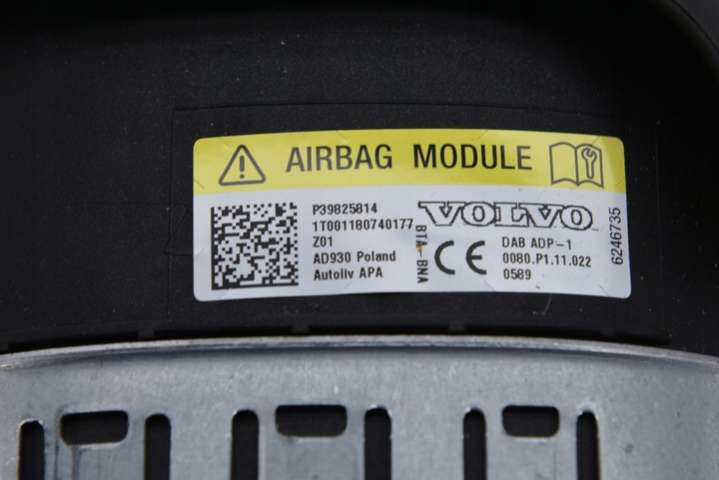 AIRBAG MODULE
P39825814
1T001180740177
Z01
AD930 Poland
Autoliv APA
BTA-BNA
VOLVO
CE
DAB ADP-1
0080.P1.11.022
0589
6246735